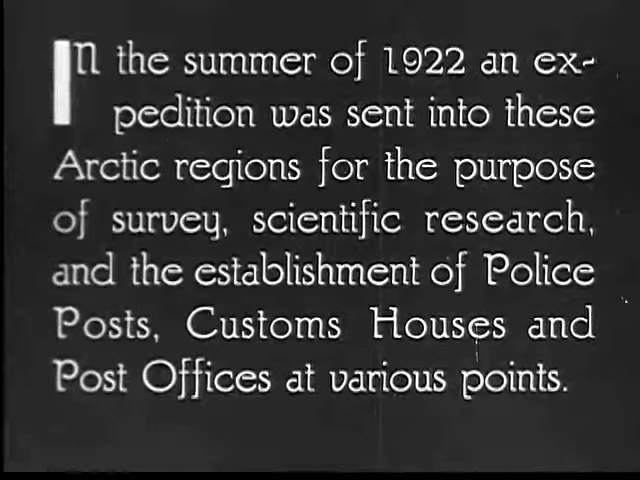 In the summer of 1922 an ex-
pedition was sent into these
Arctic regions for the purpose
of survey, scientific research,
and the establishment of Police
Posts, Customs Houses and
Post Offices at various points.